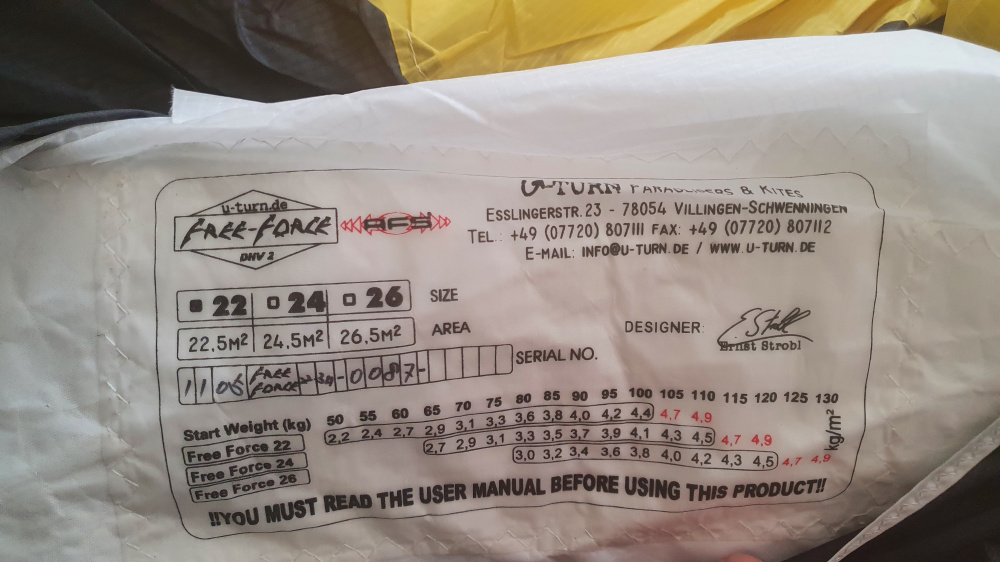 u-turn.de
FREE-FORCE
DHV 2
AFS
U-TURN PARAGLIDERS & KITES
ESSLINGERSTR.23 - 78054 VILLINGEN-SCHWENNINGEN
TEL.: +49 (07720) 807111 FAX: +49 (07720) 807112
E-MAIL: INFO@U-TURN.DE / WWW.U-TURN.DE
22 24 26 SIZE
22,5M² 24,5M² 26,5M² AREA
DESIGNER:
Ernst Strobl
1106 FREE FORCE -0087- SERIAL NO.
Start Weight (kg) 50 55 60 65 70 75 80 85 90 95 100 105 110 115 120 125 130
Free Force 22 2,2 2,4 2,7 2,9 3,1 3,3 3,6 3,8 4,0 4,2 4,4 4,7 4,9
Free Force 24 2,7 2,9 3,1 3,3 3,5 3,7 3,9 4,1 4,3 4,5 4,7 4,9
Free Force 26 3,0 3,2 3,4 3,6 3,8 4,0 4,2 4,3 4,5 4,7 4,9
kg/m²
!!YOU MUST READ THE USER MANUAL BEFORE USING THIS PRODUCT!!